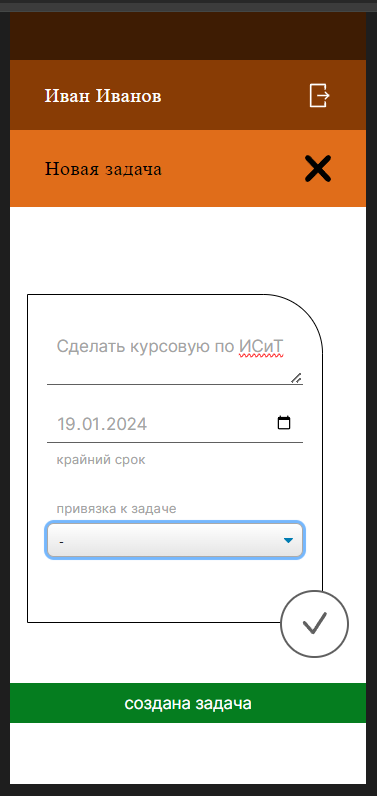 Иван Иванов
Новая задача
Сделать курсовую по ИСиТ
19.01.2024
крайний срок
привязка к задаче
-
создана задача